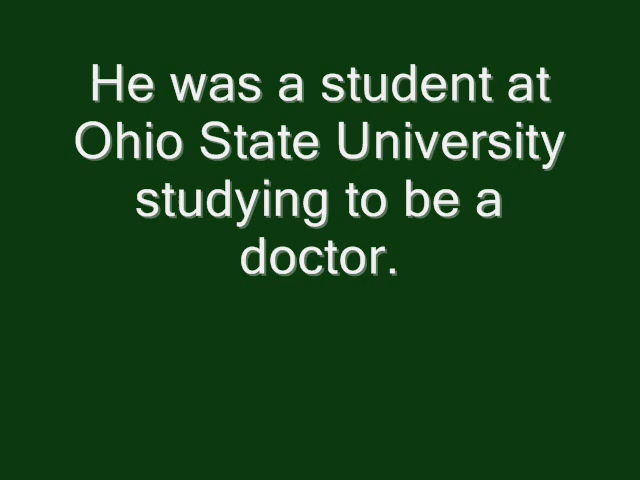 He was a student at
Ohio State University
studying to be a
doctor.